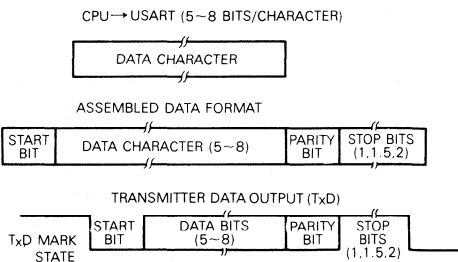 CPU→USART (5~8 BITS/CHARACTER)
DATA CHARACTER
ASSEMBLED DATA FORMAT
START BIT
DATA CHARACTER (5~8)
PARITY BIT
STOP BITS (1,1.5,2)
TRANSMITTER DATA OUTPUT (TxD)
TxD MARK STATE
START BIT
DATA BITS (5~8)
PARITY BIT
STOP BITS (1,1.5,2)